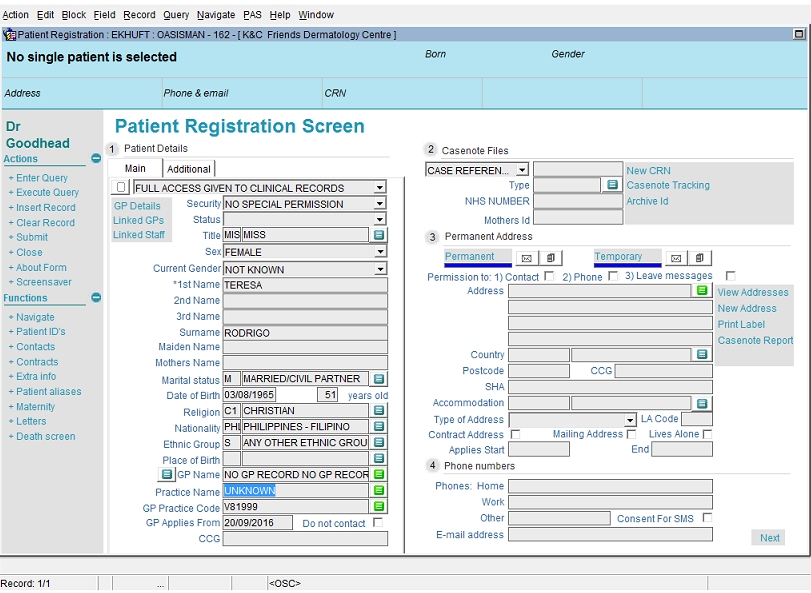 Action Edit Block Field Record Query Navigate PAS Help Window
Patient Registration : EKHUFT : OASISMAN - 162 - [ K&C Friends Dermatology Centre ]
No single patient is selected
Born
Gender
Address
Phone & email
CRN
Dr
Goodhead
Actions
+ Enter Query
+ Execute Query
+ Insert Record
+ Clear Record
+ Submit
+ Close
+ About Form
+ Screensaver
Functions
+ Navigate
+ Patient ID's
+ Contacts
+ Contracts
+ Extra info
+ Patient aliases
+ Maternity
+ Letters
+ Death screen
Patient Registration Screen
1 Patient Details
Main Additional
FULL ACCESS GIVEN TO CLINICAL RECORDS
GP Details
Linked GPs
Linked Staff
Security NO SPECIAL PERMISSION
Status
Title MIS MISS
Sex FEMALE
Current Gender NOT KNOWN
*1st Name TERESA
2nd Name
3rd Name
Surname RODRIGO
Maiden Name
Mothers Name
Marital status M MARRIED/CIVIL PARTNER
Date of Birth 03/08/1965 51 years old
Religion C1 CHRISTIAN
Nationality PHI PHILIPPINES - FILIPINO
Ethnic Group S ANY OTHER ETHNIC GROU
Place of Birth
GP Name NO GP RECORD NO GP RECOR
Practice Name UNKNOWN
GP Practice Code V81999
GP Applies From 20/09/2016 Do not contact
CCG
2 Casenote Files
CASE REFEREN... New CRN
Type Casenote Tracking
NHS NUMBER Archive Id
Mothers Id
3 Permanent Address
Permanent Temporary
Permission to: 1) Contact 2) Phone 3) Leave messages
Address
View Addresses
New Address
Print Label
Casenote Report
Country
Postcode CCG
SHA
Accommodation
Type of Address LA Code
Contract Address Mailing Address Lives Alone
Applies Start End
4 Phone numbers
Phones: Home
Work
Other Consent For SMS
E-mail address
Next
Record: 1/1 ... <OSC>